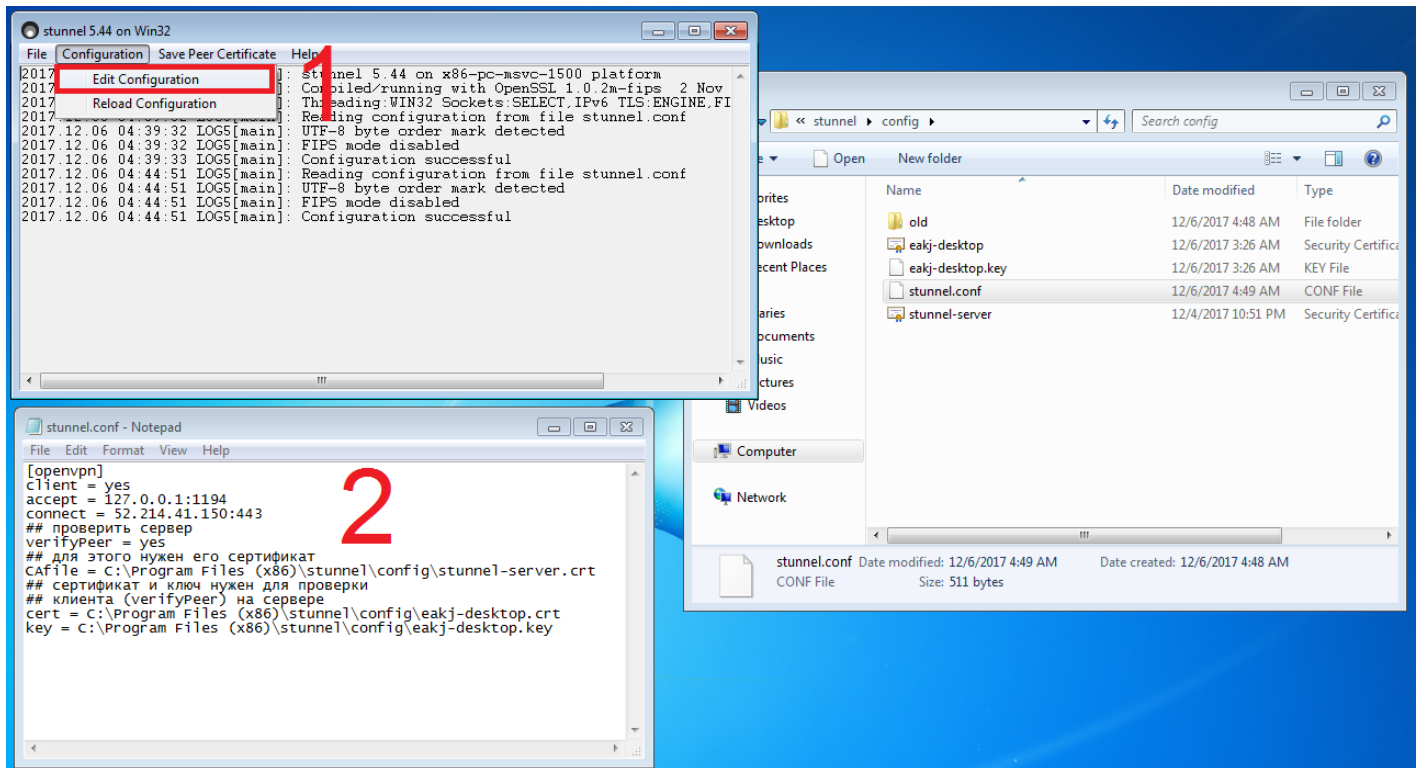 stunnel 5.44 on Win32
File Configuration Save Peer Certificate Help
1
Edit Configuration
Reload Configuration
2017 ]: stunnel 5.44 on x86-pc-msvc-1500 platform
2017 ]: Compiled/running with OpenSSL 1.0.2m-fips 2 Nov
2017 ]: Threading:WIN32 Sockets:SELECT,IPv6 TLS:ENGINE,FI
2017 Reading configuration from file stunnel.conf
2017.12.06 04:39:32 LOG5[main]: UTF-8 byte order mark detected
2017.12.06 04:39:32 LOG5[main]: FIPS mode disabled
2017.12.06 04:39:33 LOG5[main]: Configuration successful
2017.12.06 04:44:51 LOG5[main]: Reading configuration from file stunnel.conf
2017.12.06 04:44:51 LOG5[main]: UTF-8 byte order mark detected
2017.12.06 04:44:51 LOG5[main]: FIPS mode disabled
2017.12.06 04:44:51 LOG5[main]: Configuration successful
stunnel.conf - Notepad
File Edit Format View Help
2
[openvpn]
client = yes
accept = 127.0.0.1:1194
connect = 52.214.41.150:443
## проверить сервер
verifyPeer = yes
## для этого нужен его сертификат
CAfile = C:\Program Files (x86)\stunnel\config\stunnel-server.crt
## сертификат и ключ нужен для проверки
## клиента (verifyPeer) на сервере
cert = C:\Program Files (x86)\stunnel\config\eakj-desktop.crt
key = C:\Program Files (x86)\stunnel\config\eakj-desktop.key
« stunnel config
Search config
Open New folder
Name Date modified Type
old 12/6/2017 4:48 AM File folder
eakj-desktop 12/6/2017 3:26 AM Security Certifica
eakj-desktop.key 12/6/2017 3:26 AM KEY File
stunnel.conf 12/6/2017 4:49 AM CONF File
stunnel-server 12/4/2017 10:51 PM Security Certifica
orites
esktop
ownloads
ecent Places
aries
ocuments
usic
ctures
Videos
Computer
Network
stunnel.conf Date modified: 12/6/2017 4:49 AM Date created: 12/6/2017 4:48 AM
CONF File Size: 511 bytes